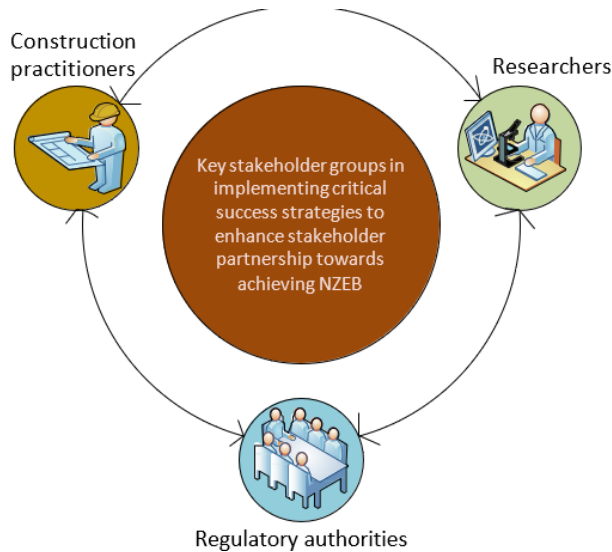 Construction
practitioners
Researchers
Key stakeholder groups in
implementing critical
success strategies to
enhance stakeholder
partnership towards
achieving NZEB
Regulatory authorities